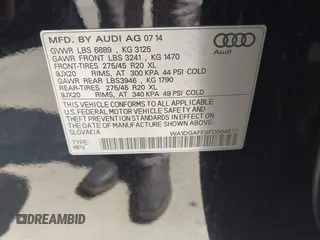 MFD. BY AUDI AG 07 14
GVWR LBS 6889 , KG 3125
GAWR FRONT LBS 3241 , KG 1470
FRONT-TIRES 275/45 R20 XL
9JX20 RIMS, AT 300 KPA 44 PSI COLD
GAWR REAR LBS3946 , KG 1790
REAR-TIRES 275/45 R20 XL
9JX20 RIMS, AT 340 KPA 49 PSI COLD
Audi
THIS VEHICLE CONFORMS TO ALL APPLICABLE
U.S. FEDERAL MOTOR VEHICLE SAFETY AND
THEFT PREVENTION STANDARDS IN EFFECT ON
THE DATE OF MANUFACTURE SHOWN ABOVE.
SLOVAKIA
TYPE:
MPV
DREAMBID